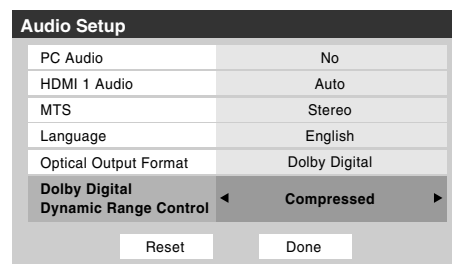 Audio Setup
PC Audio No
HDMI 1 Audio Auto
MTS Stereo
Language English
Optical Output Format Dolby Digital
Dolby Digital
Dynamic Range Control Compressed
Reset Done